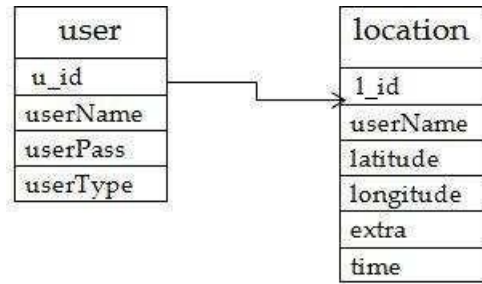 user
u_id
userName
userPass
userType
location
l_id
userName
latitude
longitude
extra
time